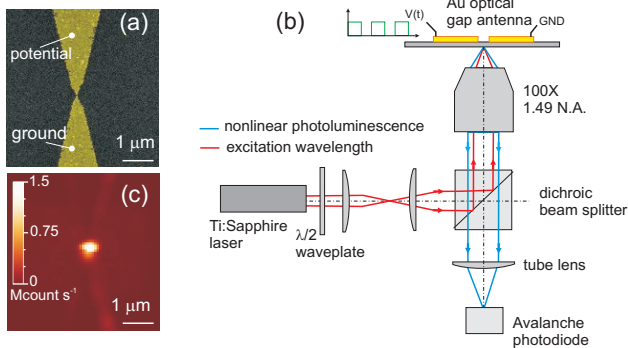 (a)
potential
ground
1 μm
(c)
1.5
0.75
0
Mcount s⁻¹
1 μm
(b)
V(t)
Au optical
gap antenna
GND
100X
1.49 N.A.
nonlinear photoluminescence
excitation wavelength
Ti:Sapphire
laser
λ/2
waveplate
dichroic
beam splitter
tube lens
Avalanche
photodiode